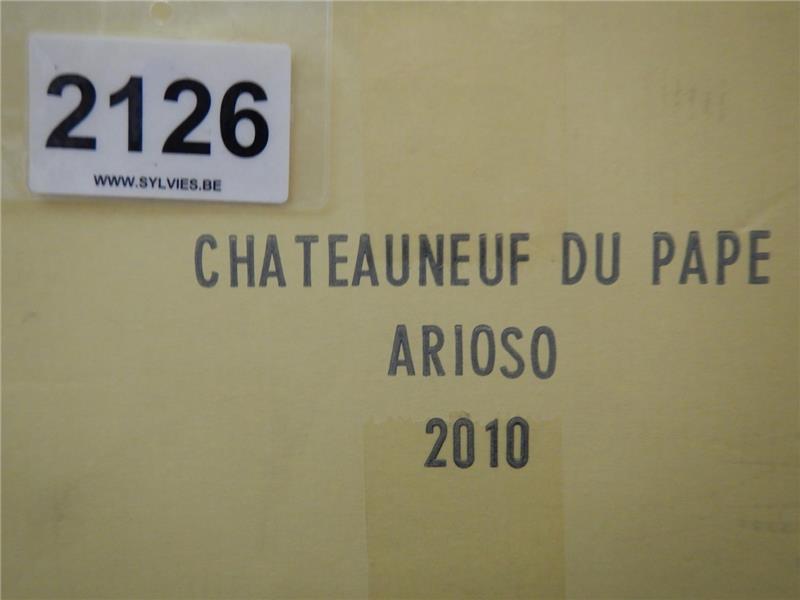 2126
WWW.SYLVIES.BE
CHATEAUNEUF DU PAPE
ARIOSO
2010